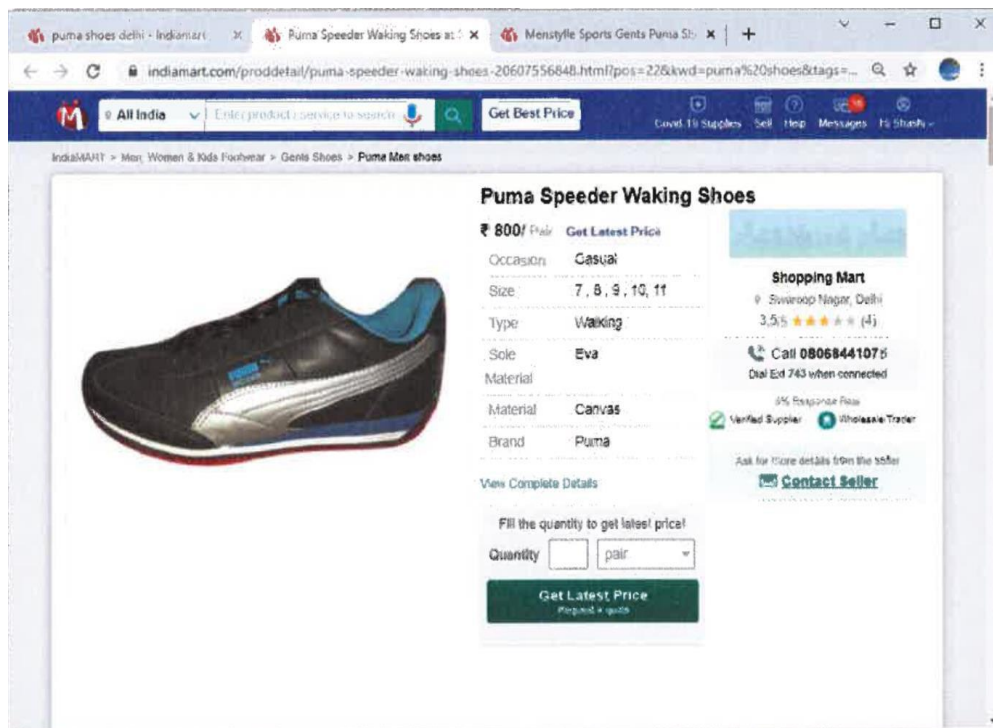 puma shoes delhi - Indiamart
Puma Speeder Waking Shoes at
Menstylle Sports Gents Puma Sh
indiamart.com/proddetail/puma-speeder-waking-shoes-20607556848.html?pos=22&kwd=puma%20shoes&tags=...
All India
Enter product / service to search
Get Best Price
Covid-19 Supplies Sell Help Messages Hi Shashi
IndiaMART > Men, Women & Kids Footwear > Gents Shoes > Puma Men shoes
Puma Speeder Waking Shoes
₹ 800/ Pair Get Latest Price
Occasion Casual
Size 7, 8, 9, 10, 11
Type Walking
Sole Material Eva
Material Canvas
Brand Puma
View Complete Details
Fill the quantity to get latest price!
Quantity pair
Get Latest Price
Request a quote
Shopping Mart
Swaroop Nagar, Delhi
3.5/5 (4)
Call 08068441075
Dial Ext 743 when connected
Response Rate
Verified Supplier Wholesale Trader
Ask for more details from the seller
Contact Seller